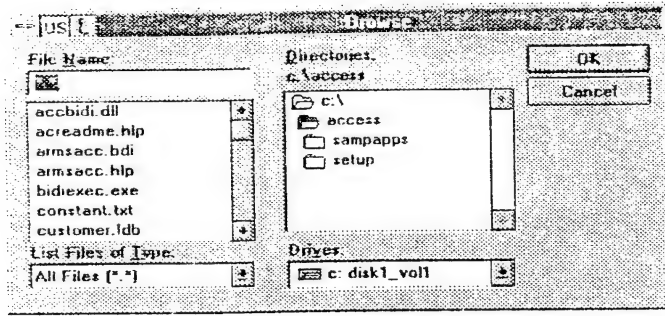 US
Browse
File Name:
accbidi.dll
acreadme.hlp
armsacc.bdi
armsacc.hlp
bidiexec.exe
constant.txt
customer.ldb
List Files of Type:
All Files (*.*)
Directories:
c:\access
c:\
access
sampapps
setup
Drives:
c: disk1_vol1
OK
Cancel